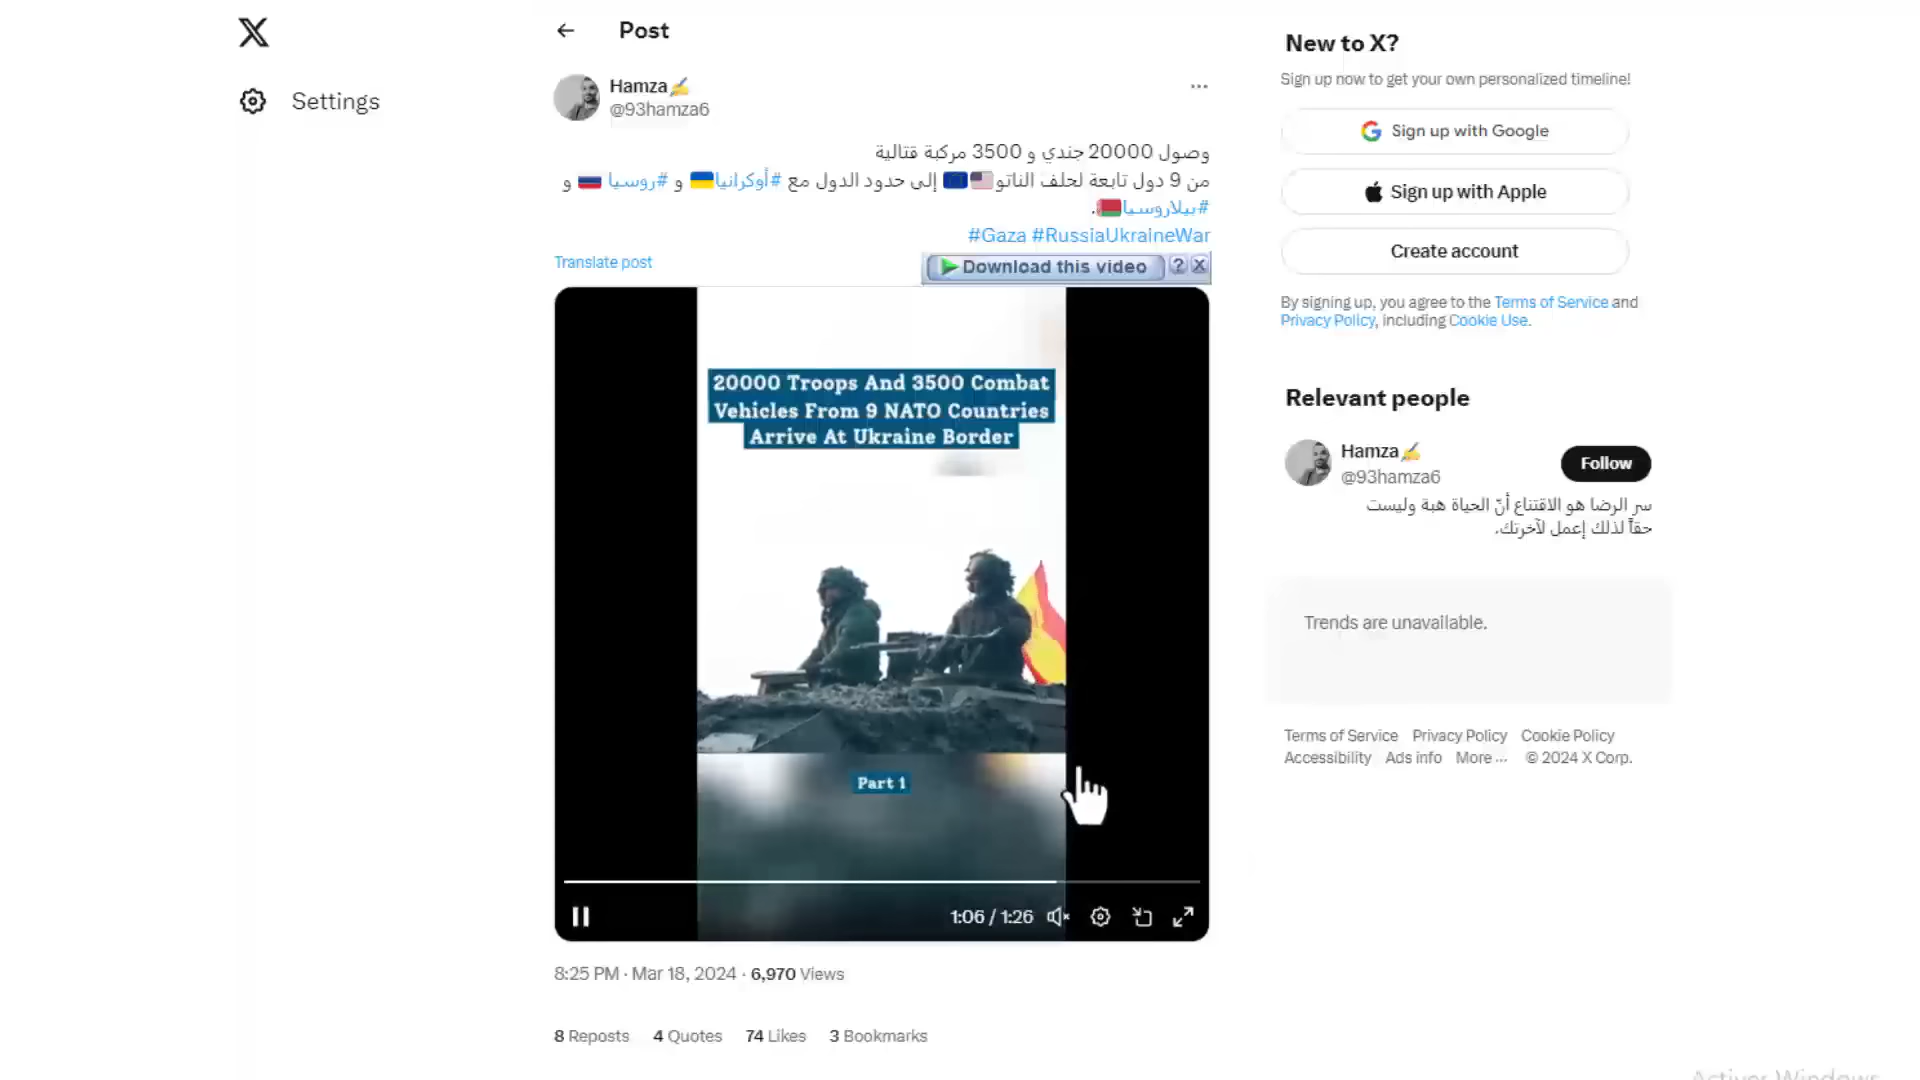 Post
Settings
Hamza
@93hamza6
وصول 20000 جندي و 3500 مركبة قتالية
من 9 دول تابعة لحلف الناتو إلى حدود الدول مع #أوكرانيا و #روسيا و
#بيلاروسيا.
#Gaza #RussiaUkraineWar
Translate post
Download this video
20000 Troops And 3500 Combat
Vehicles From 9 NATO Countries
Arrive At Ukraine Border
Part 1
1:06 / 1:26
8:25 PM · Mar 18, 2024 · 6,970 Views
8 Reposts 4 Quotes 74 Likes 3 Bookmarks
New to X?
Sign up now to get your own personalized timeline!
Sign up with Google
Sign up with Apple
Create account
By signing up, you agree to the Terms of Service and
Privacy Policy, including Cookie Use.
Relevant people
Hamza
@93hamza6
Follow
سر الرضا هو الاقتناع أنّ الحياة هبة وليست
حقاً لذلك إعمل لآخرتك.
Trends are unavailable.
Terms of Service Privacy Policy Cookie Policy
Accessibility Ads info More ... © 2024 X Corp.
Activer Windows